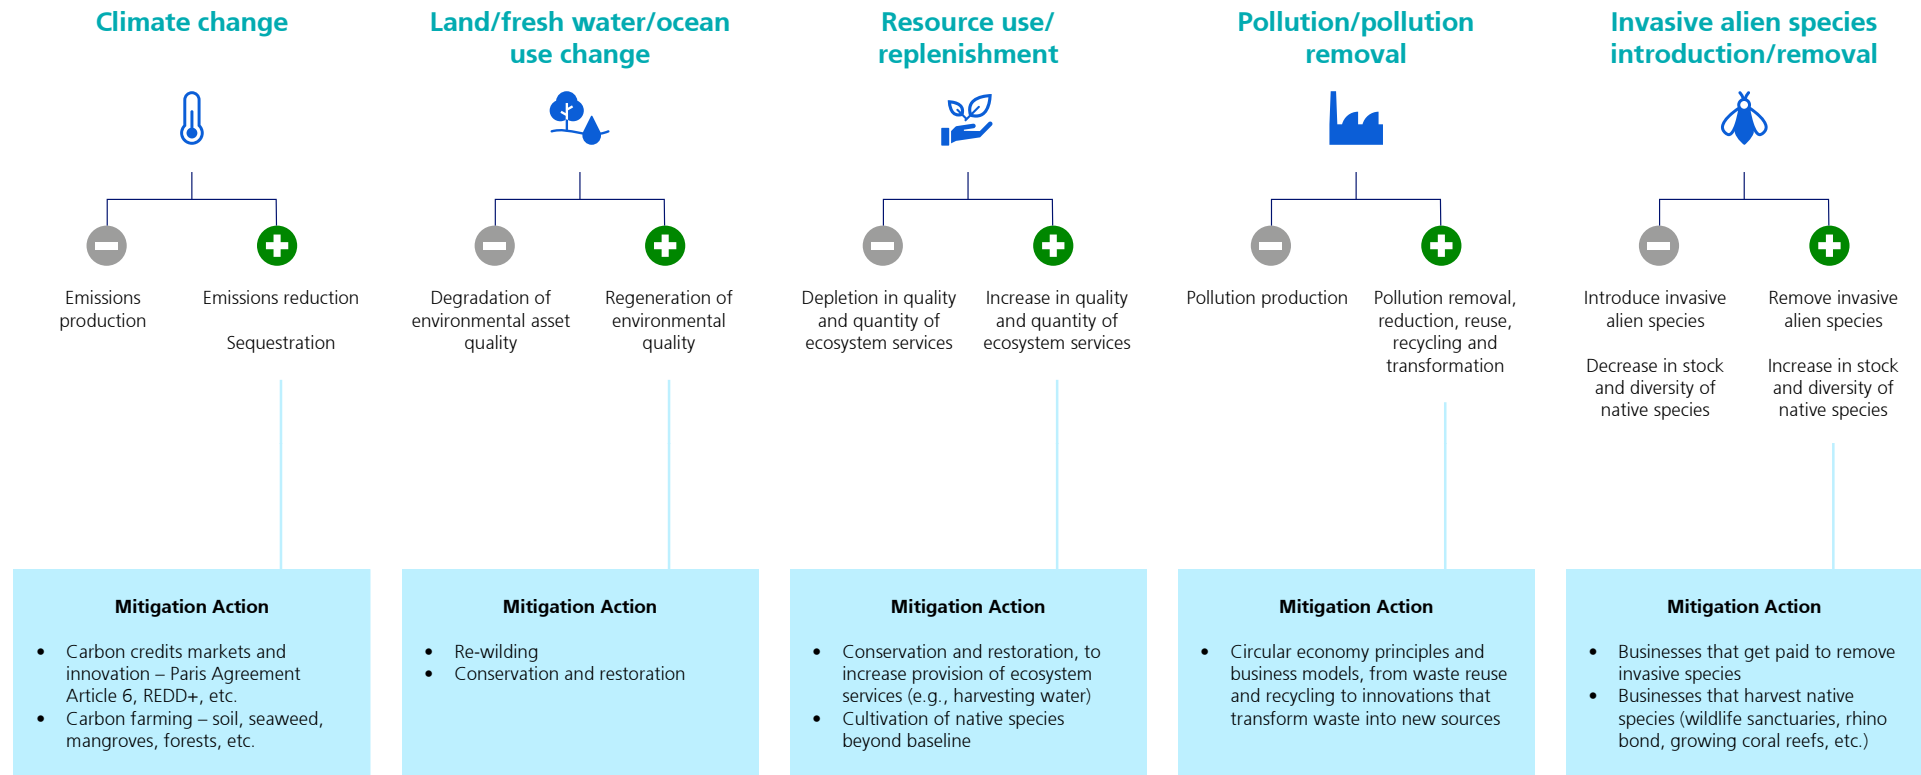 Climate change
Land/fresh water/ocean
use change
Resource use/
replenishment
Pollution/pollution
removal
Invasive alien species
introduction/removal
Emissions
production
Emissions reduction
Sequestration
Degradation of
environmental asset
quality
Regeneration of
environmental
quality
Depletion in quality
and quantity of
ecosystem services
Increase in quality
and quantity of
ecosystem services
Pollution production
Pollution removal,
reduction, reuse,
recycling and
transformation
Introduce invasive
alien species
Decrease in stock
and diversity of
native species
Remove invasive
alien species
Increase in stock
and diversity of
native species
Mitigation Action
• Carbon credits markets and
innovation – Paris Agreement
Article 6, REDD+, etc.
• Carbon farming – soil, seaweed,
mangroves, forests, etc.
Mitigation Action
• Re-wilding
• Conservation and restoration
Mitigation Action
• Conservation and restoration, to
increase provision of ecosystem
services (e.g., harvesting water)
• Cultivation of native species
beyond baseline
Mitigation Action
• Circular economy principles and
business models, from waste reuse
and recycling to innovations that
transform waste into new sources
Mitigation Action
• Businesses that get paid to remove
invasive species
• Businesses that harvest native
species (wildlife sanctuaries, rhino
bond, growing coral reefs, etc.)